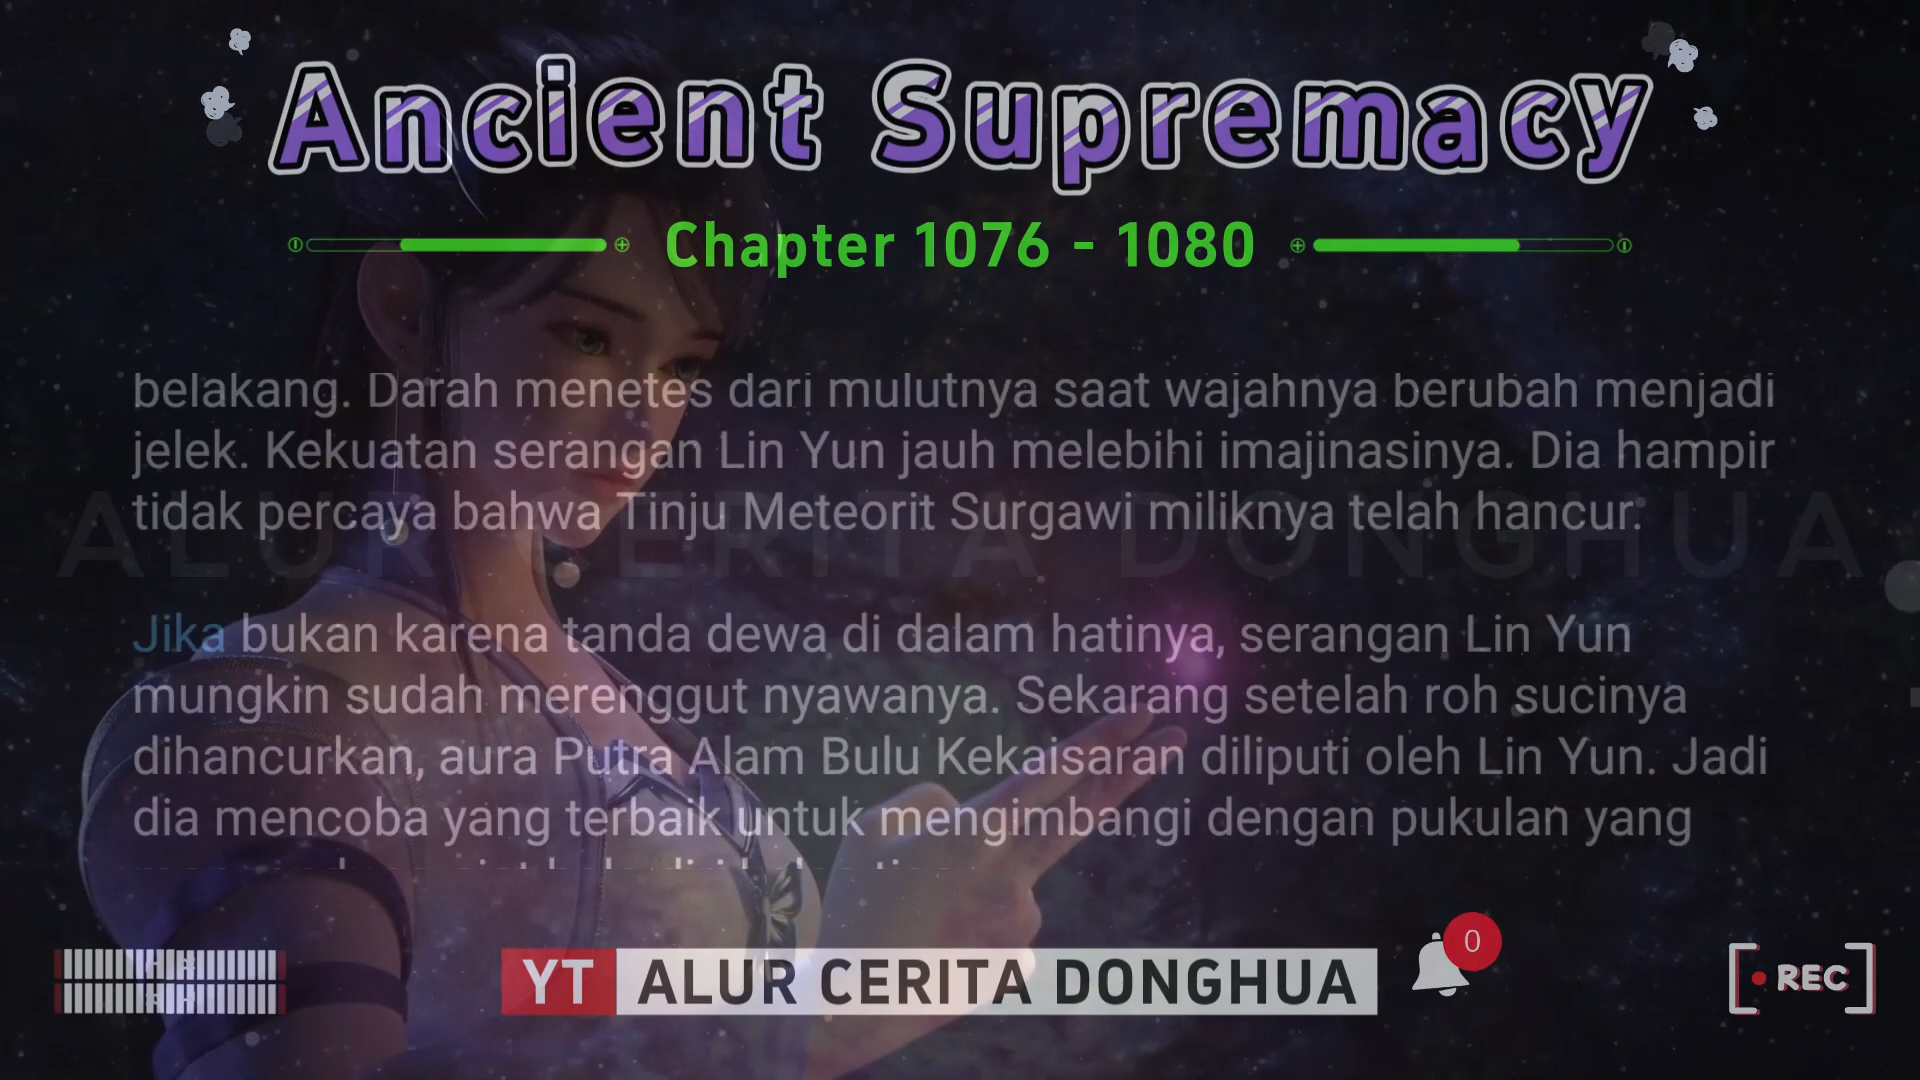 Ancient Supremacy
Chapter 1076 - 1080
belakang. Darah menetes dari mulutnya saat wajahnya berubah menjadi
jelek. Kekuatan serangan Lin Yun jauh melebihi imajinasinya. Dia hampir
tidak percaya bahwa Tinju Meteorit Surgawi miliknya telah hancur.
ALUR CERITA DONGHUA
Jika bukan karena tanda dewa di dalam hatinya, serangan Lin Yun
mungkin sudah merenggut nyawanya. Sekarang setelah roh sucinya
dihancurkan, aura Putra Alam Bulu Kekaisaran diliputi oleh Lin Yun. Jadi
dia mencoba yang terbaik untuk mengimbangi dengan pukulan yang
YT ALUR CERITA DONGHUA
0
REC